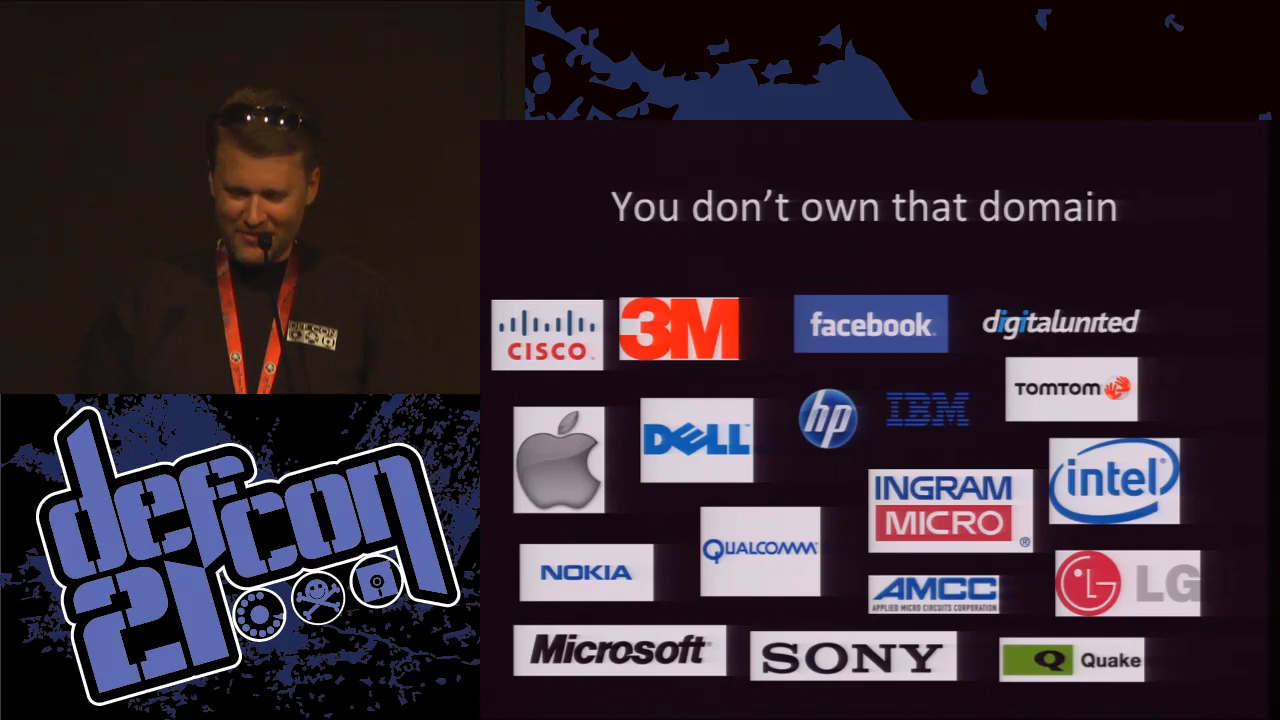 You don't own that domain
CISCO
3M
facebook
digitalunited
TOMTOM
DELL
hp
IBM
intel
INGRAM
MICRO
QUALCOMM
NOKIA
AMCC
APPLIED MICRO CIRCUITS CORPORATION
LG
Microsoft
SONY
Q Quake
DEFCON
defcon
21